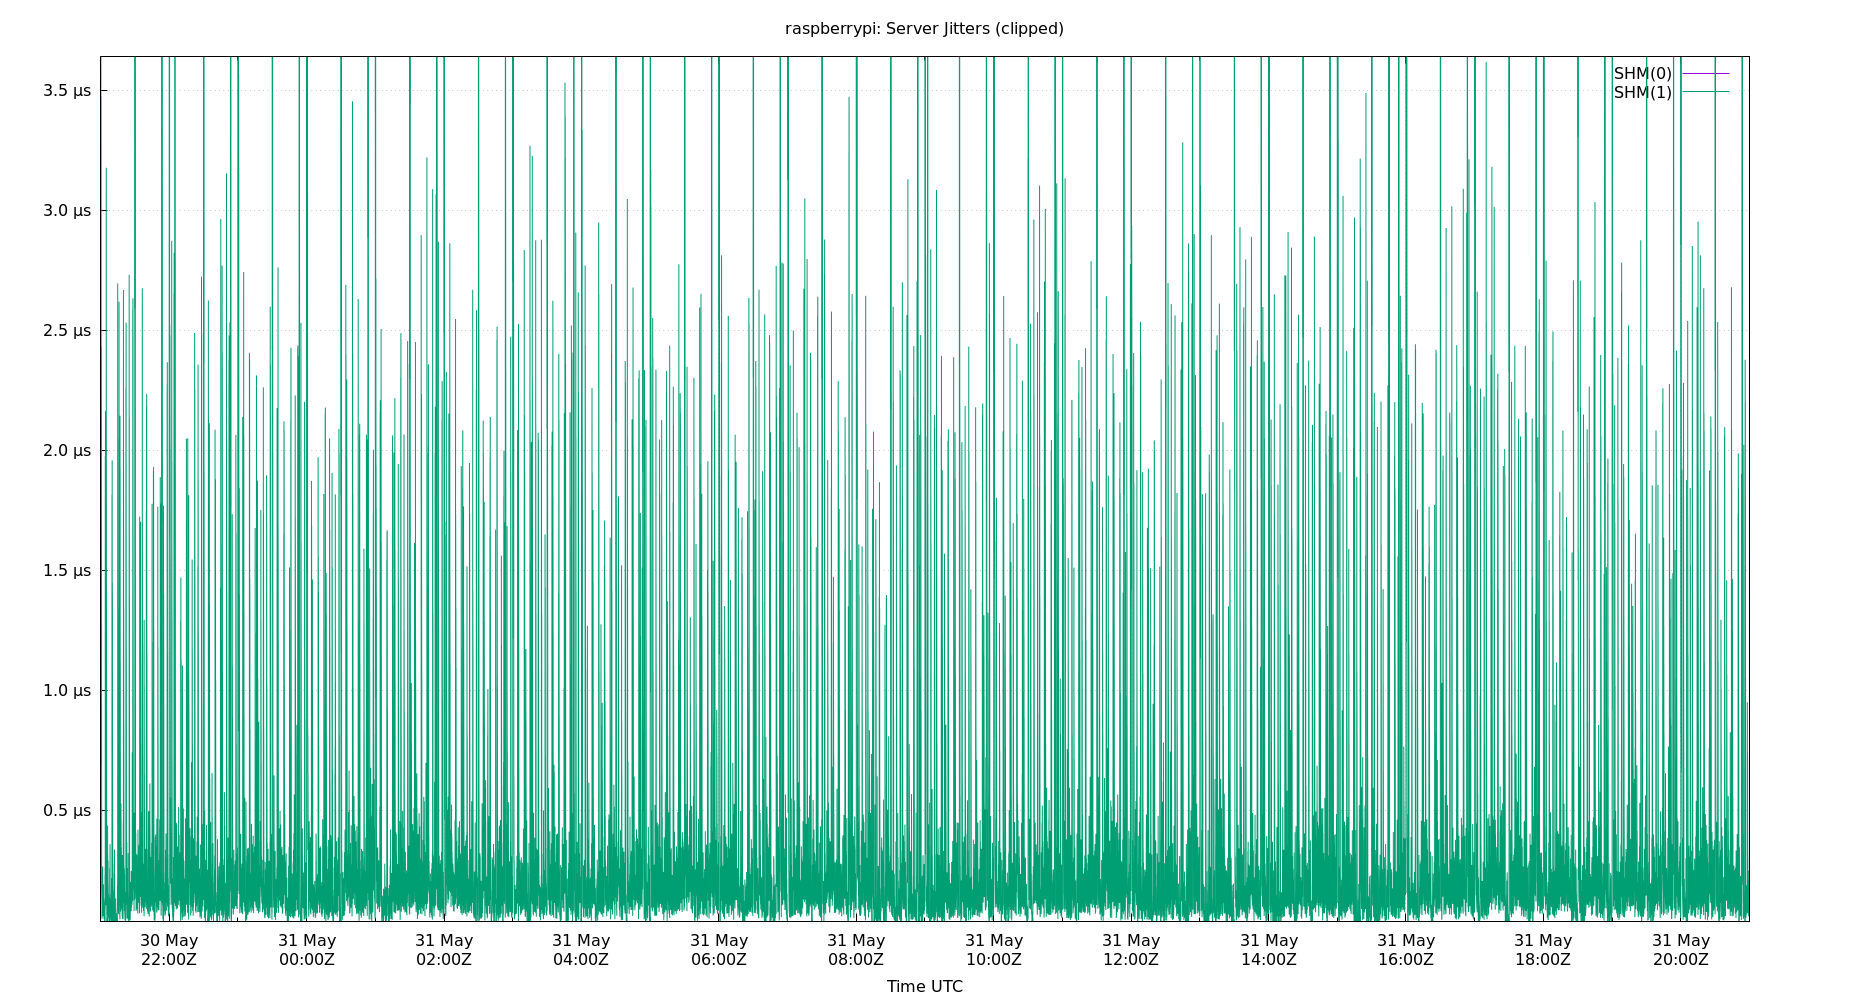 raspberrypi: Server Jitters (clipped)
SHM(0)
SHM(1)
3.5 μs
3.0 μs
2.5 μs
2.0 μs
1.5 μs
1.0 μs
0.5 μs
30 May 31 May 31 May 31 May 31 May 31 May 31 May 31 May 31 May 31 May 31 May 31 May
22:00Z 00:00Z 02:00Z 04:00Z 06:00Z 08:00Z 10:00Z 12:00Z 14:00Z 16:00Z 18:00Z 20:00Z
Time UTC